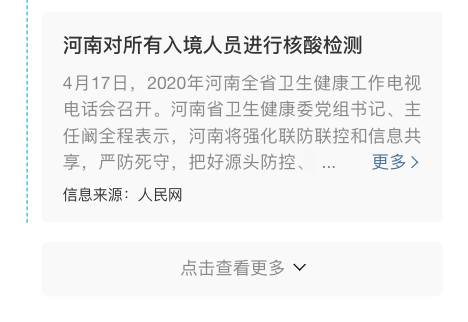 河南对所有入境人员进行核酸检测
4月17日，2020年河南全省卫生健康工作电视
电话会召开。河南省卫生健康委党组书记、主
任阚全程表示，河南将强化联防联控和信息共
享，严防死守，把好源头防控、 ... 更多
信息来源：人民网
点击查看更多